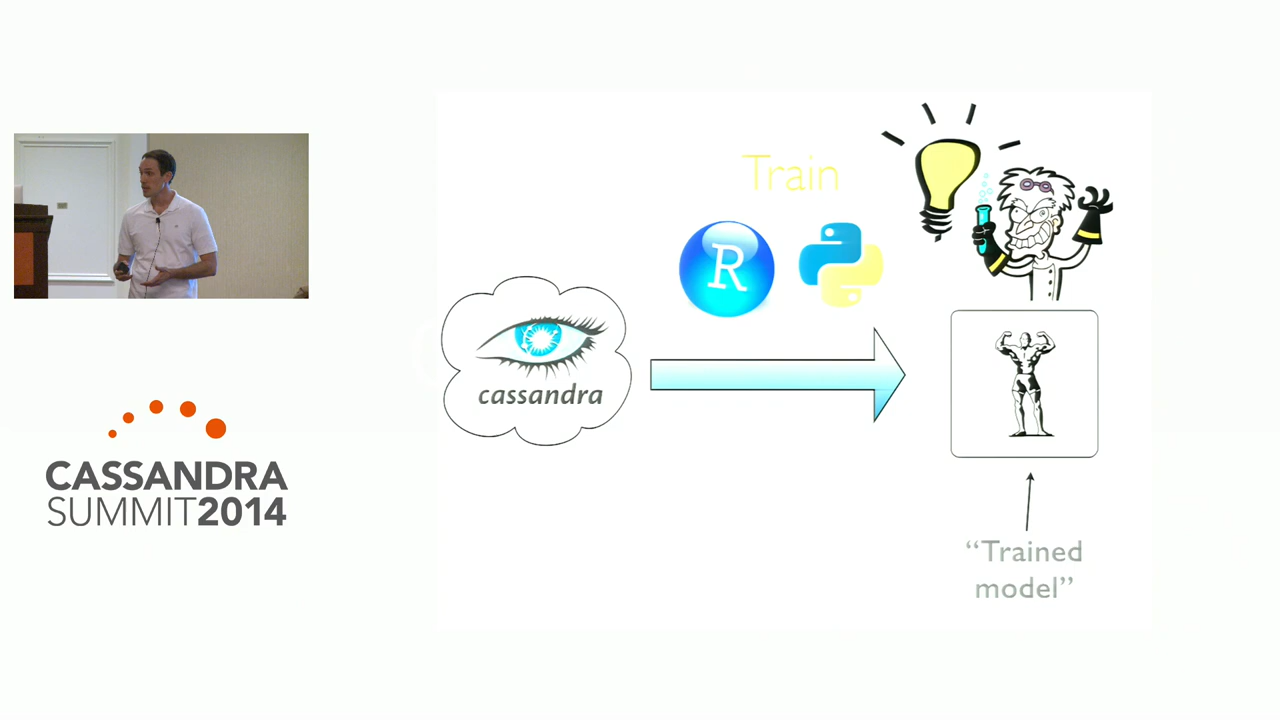 Train
R
cassandra
CASSANDRA
SUMMIT2014
“Trained
model”